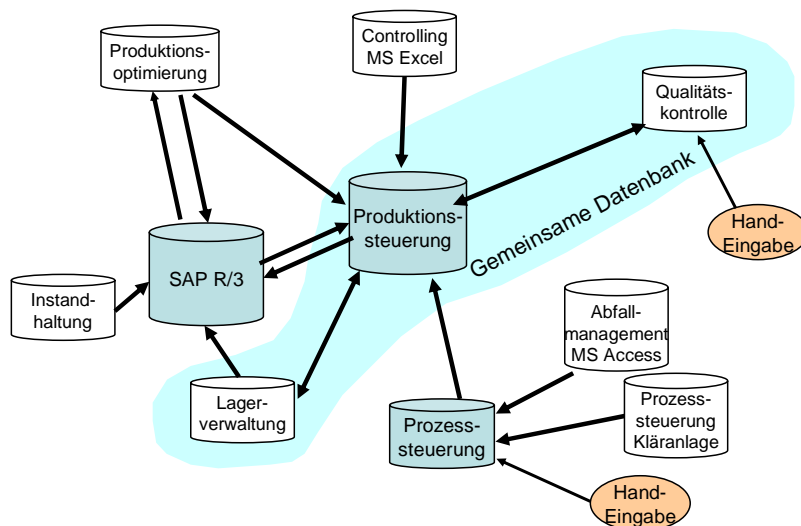 Produktions-
optimierung
Controlling
MS Excel
Qualitäts-
kontrolle
Produktions-
steuerung
Gemeinsame Datenbank
Hand-
Eingabe
SAP R/3
Instand-
haltung
Abfall-
management
MS Access
Lager-
verwaltung
Prozess-
steuerung
Prozess-
steuerung
Kläranlage
Hand-
Eingabe